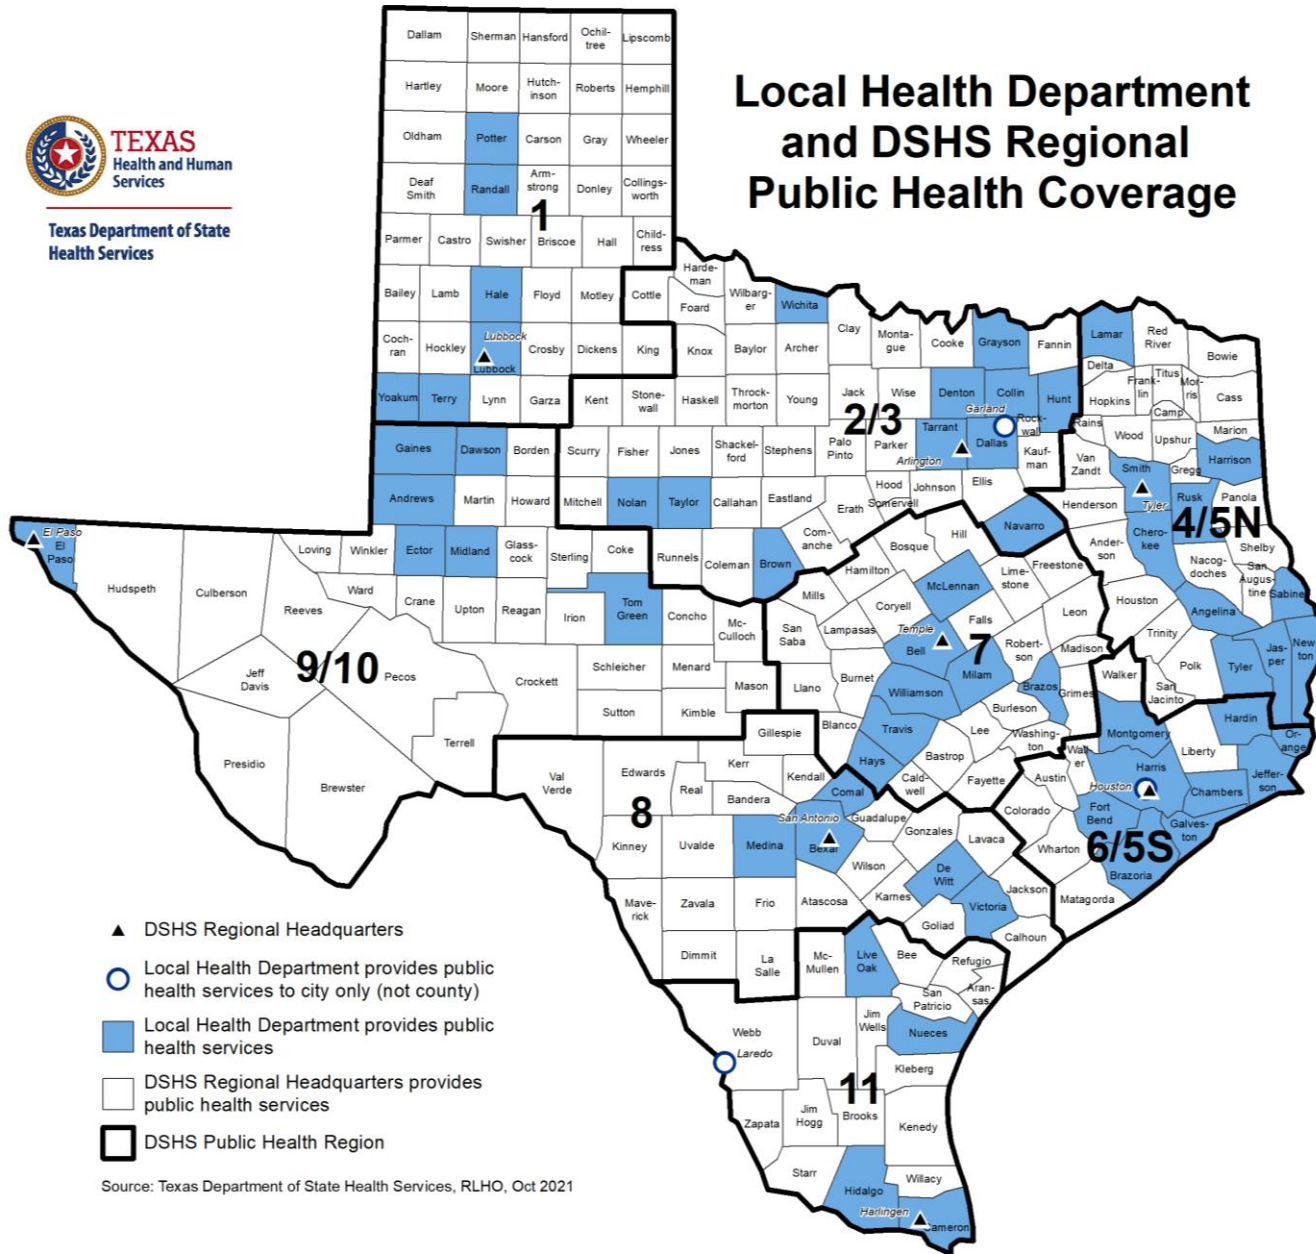 Local Health Department
and DSHS Regional
Public Health Coverage
TEXAS
Health and Human
Services
Texas Department of State
Health Services
Dallam
Sherman
Hansford
Ochil-
tree
Lipscomb
Hartley
Moore
Hutch-
inson
Roberts
Hemphill
Oldham
Potter
Carson
Gray
Wheeler
Deaf
Smith
Randall
Arm-
strong
Donley
Collings-
worth
1
Parmer
Castro
Swisher
Briscoe
Hall
Child-
ress
Bailey
Lamb
Hale
Floyd
Motley
Cottle
Harde-
man
Foard
Wilbarg-
er
Wichita
Coch-
ran
Hockley
Lubbock
Lubbock
Crosby
Dickens
King
Knox
Baylor
Archer
Clay
Monta-
gue
Cooke
Grayson
Fannin
Lamar
Red
River
Bowie
Yoakum
Terry
Lynn
Garza
Kent
Stone-
wall
Haskell
Throck-
morton
Young
Jack
Wise
Denton
Collin
Hunt
Delta
Hopkins
Frank-
lin
Titus
Mor-
ris
Cass
Camp
2/3
Garland
Rock-
wall
Rains
Wood
Upshur
Marion
Gaines
Dawson
Borden
Scurry
Fisher
Jones
Shackel-
ford
Stephens
Palo
Pinto
Parker
Tarrant
Arlington
Dallas
Kauf-
man
Van
Zandt
Smith
Tyler
Gregg
Harrison
Andrews
Martin
Howard
Mitchell
Nolan
Taylor
Callahan
Eastland
Erath
Hood
Somervell
Johnson
Ellis
Henderson
Rusk
Panola
4/5N
El Paso
El
Paso
Hudspeth
Culberson
Loving
Winkler
Ector
Midland
Glass-
cock
Sterling
Coke
Runnels
Coleman
Brown
Com-
anche
Hamilton
Bosque
Hill
Navarro
Ander-
son
Chero-
kee
Nacog-
doches
Shelby
San
Augus-
tine
Sabine
Reeves
Ward
Crane
Upton
Reagan
Irion
Tom
Green
Concho
Mc-
Culloch
San
Saba
Mills
Lampasas
Coryell
McLennan
Lime-
stone
Freestone
Falls
Leon
Houston
Angelina
Trinity
Polk
Tyler
Jas-
per
New-
ton
9/10
Jeff
Davis
Pecos
Crockett
Schleicher
Menard
Mason
Llano
Burnet
Temple
Bell
7
Milam
Robert-
son
Madison
Brazos
Grimes
Walker
San
Jacinto
Presidio
Brewster
Terrell
Sutton
Kimble
Gillespie
Blanco
Williamson
Travis
Hays
Burleson
Lee
Bastrop
Washing-
ton
Montgomery
Liberty
Hardin
Or-
ange
Val
Verde
Edwards
Real
Kerr
Bandera
Kendall
Comal
Cald-
well
Fayette
Austin
Wall-
er
Harris
Houston
Chambers
Jeffer-
son
8
Kinney
Uvalde
Medina
San Antonio
Bexar
Guadalupe
Gonzales
Lavaca
Colorado
Fort
Bend
Galves-
ton
6/5S
Wharton
Brazoria
Wilson
De
Witt
Jackson
Matagorda
Mave-
rick
Zavala
Frio
Atascosa
Karnes
Goliad
Victoria
Calhoun
Dimmit
La
Salle
Mc-
Mullen
Live
Oak
Bee
Refugio
Aran-
sas
San
Patricio
Webb
Laredo
Duval
Jim
Wells
Nueces
Kleberg
11
Zapata
Jim
Hogg
Brooks
Kenedy
Starr
Hidalgo
Willacy
Harlingen
Cameron
DSHS Regional Headquarters
Local Health Department provides public
health services to city only (not county)
Local Health Department provides public
health services
DSHS Regional Headquarters provides
public health services
DSHS Public Health Region
Source: Texas Department of State Health Services, RLHO, Oct 2021